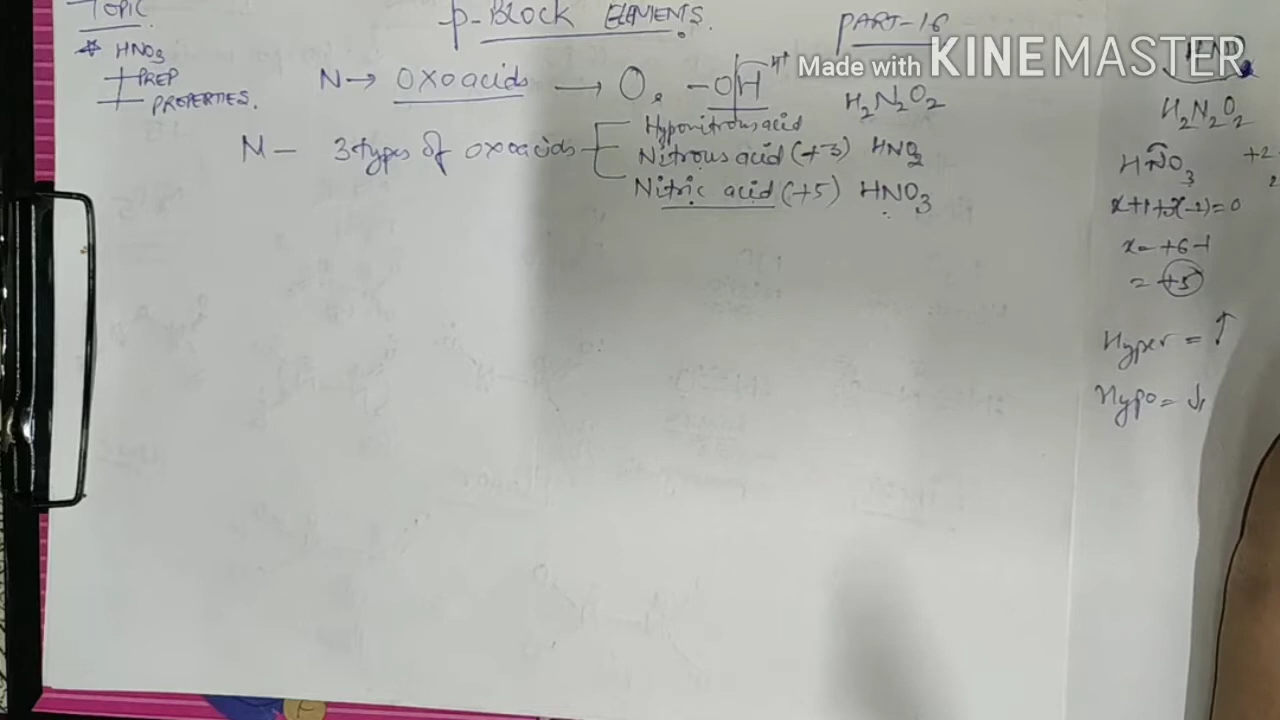 TOPIC
p-Block ELEMENTS.
PART-16
Made with KINEMASTER
* HNO3
PREP
PROPERTIES.
N → Oxoacids → O, -OH H+
H2N2O2
N - 3 types of oxoacids
Hyponitrous acid
Nitrous acid (+3) HNO2
Nitric acid (+5) HNO3
H2N2O2
HNO3
+2
x+1+3(-2)=0
x = +6-1
= +5
Hyper = ↑
Hypo = ↓